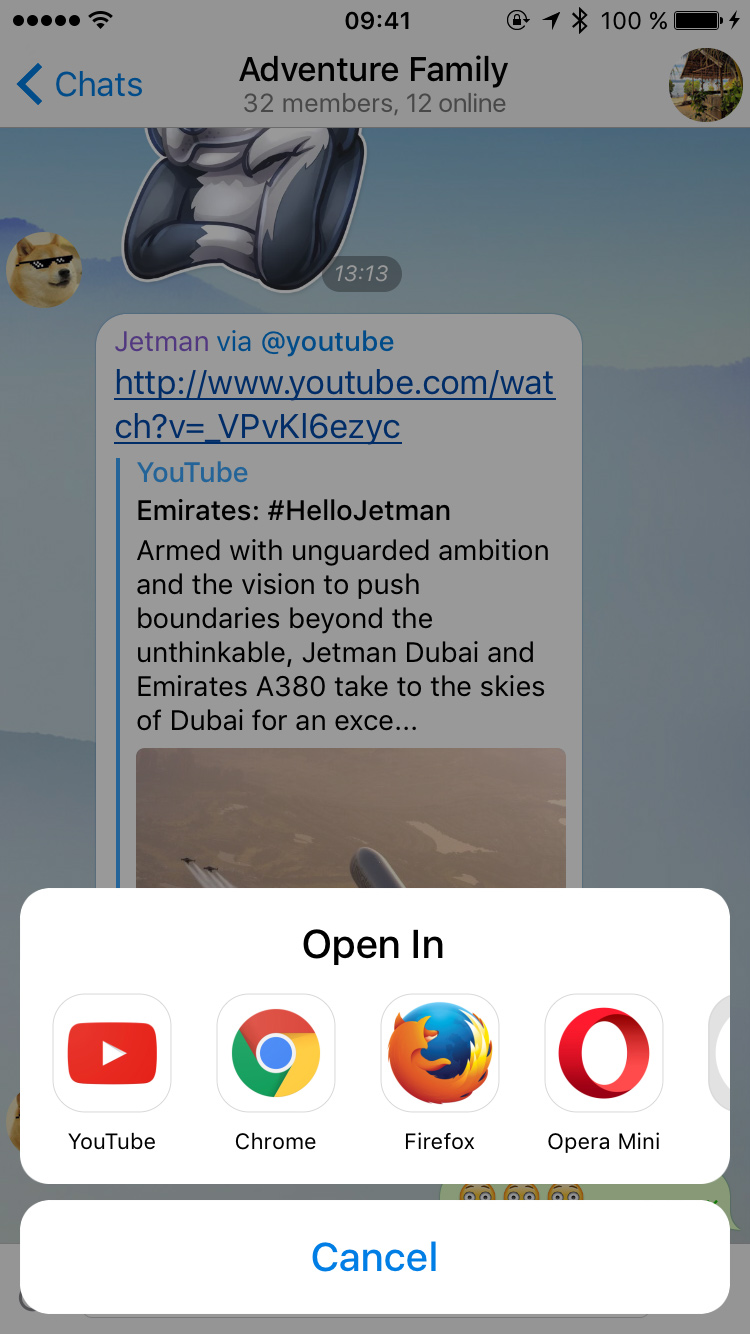 09:41
100 %
Chats
Adventure Family
32 members, 12 online
13:13
Jetman via @youtube
http://www.youtube.com/wat
ch?v=_VPvKl6ezyc
YouTube
Emirates: #HelloJetman
Armed with unguarded ambition
and the vision to push
boundaries beyond the
unthinkable, Jetman Dubai and
Emirates A380 take to the skies
of Dubai for an exce...
Open In
YouTube
Chrome
Firefox
Opera Mini
Cancel